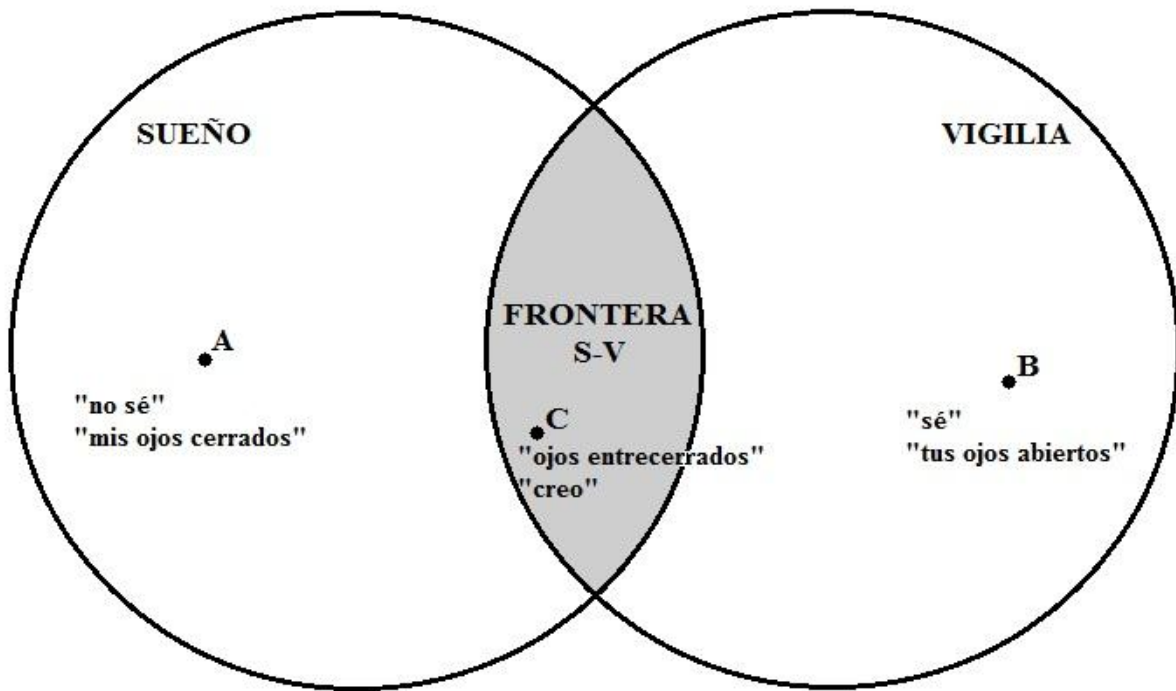 SUEÑO
VIGILIA
FRONTERA
S-V
A
"no sé"
"mis ojos cerrados"
C
"ojos entrecerrados"
"creo"
B
"sé"
"tus ojos abiertos"